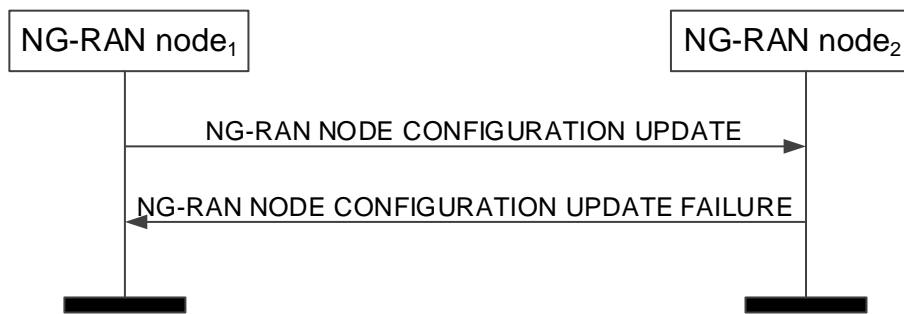 NG-RAN node₁
NG-RAN node₂
NG-RAN NODE CONFIGURATION UPDATE
NG-RAN NODE CONFIGURATION UPDATE FAILURE